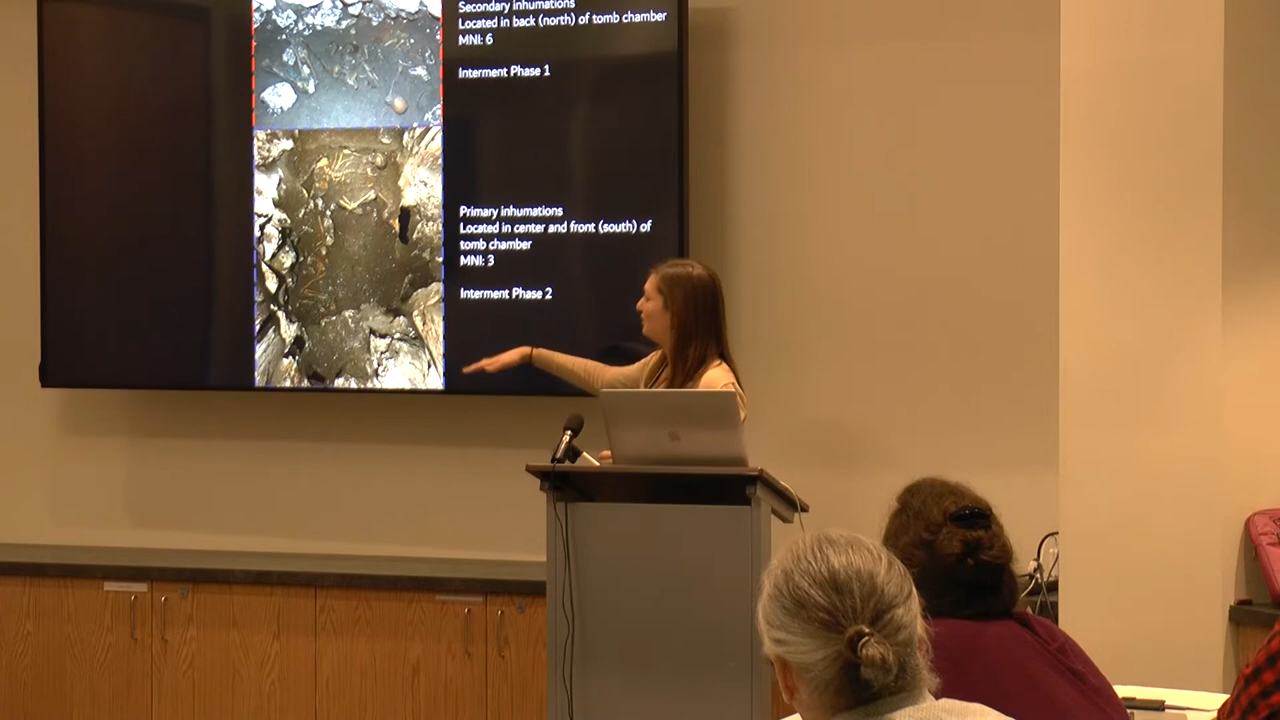 Secondary inhumations
Located in back (north) of tomb chamber
MNI: 6
Interment Phase 1
Primary inhumations
Located in center and front (south) of
tomb chamber
MNI: 3
Interment Phase 2